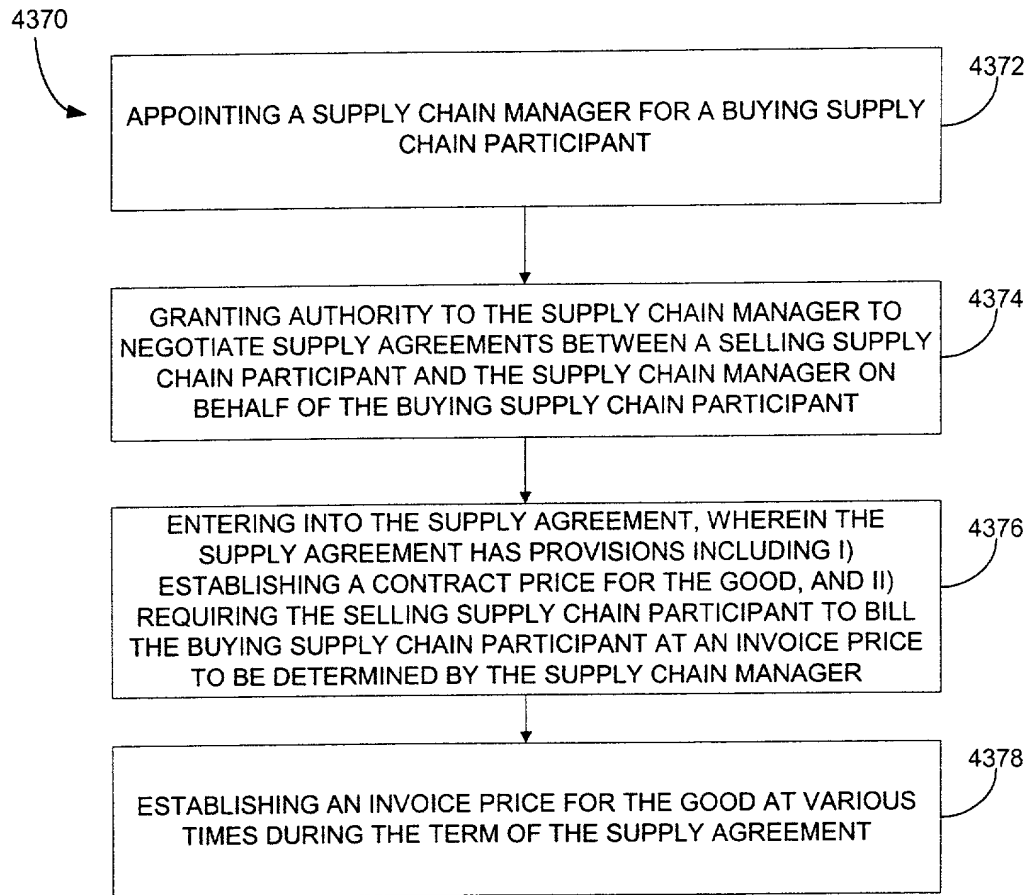 4370
4372
APPOINTING A SUPPLY CHAIN MANAGER FOR A BUYING SUPPLY
CHAIN PARTICIPANT
4374
GRANTING AUTHORITY TO THE SUPPLY CHAIN MANAGER TO
NEGOTIATE SUPPLY AGREEMENTS BETWEEN A SELLING SUPPLY
CHAIN PARTICIPANT AND THE SUPPLY CHAIN MANAGER ON
BEHALF OF THE BUYING SUPPLY CHAIN PARTICIPANT
4376
ENTERING INTO THE SUPPLY AGREEMENT, WHEREIN THE
SUPPLY AGREEMENT HAS PROVISIONS INCLUDING I)
ESTABLISHING A CONTRACT PRICE FOR THE GOOD, AND II)
REQUIRING THE SELLING SUPPLY CHAIN PARTICIPANT TO BILL
THE BUYING SUPPLY CHAIN PARTICIPANT AT AN INVOICE PRICE
TO BE DETERMINED BY THE SUPPLY CHAIN MANAGER
4378
ESTABLISHING AN INVOICE PRICE FOR THE GOOD AT VARIOUS
TIMES DURING THE TERM OF THE SUPPLY AGREEMENT